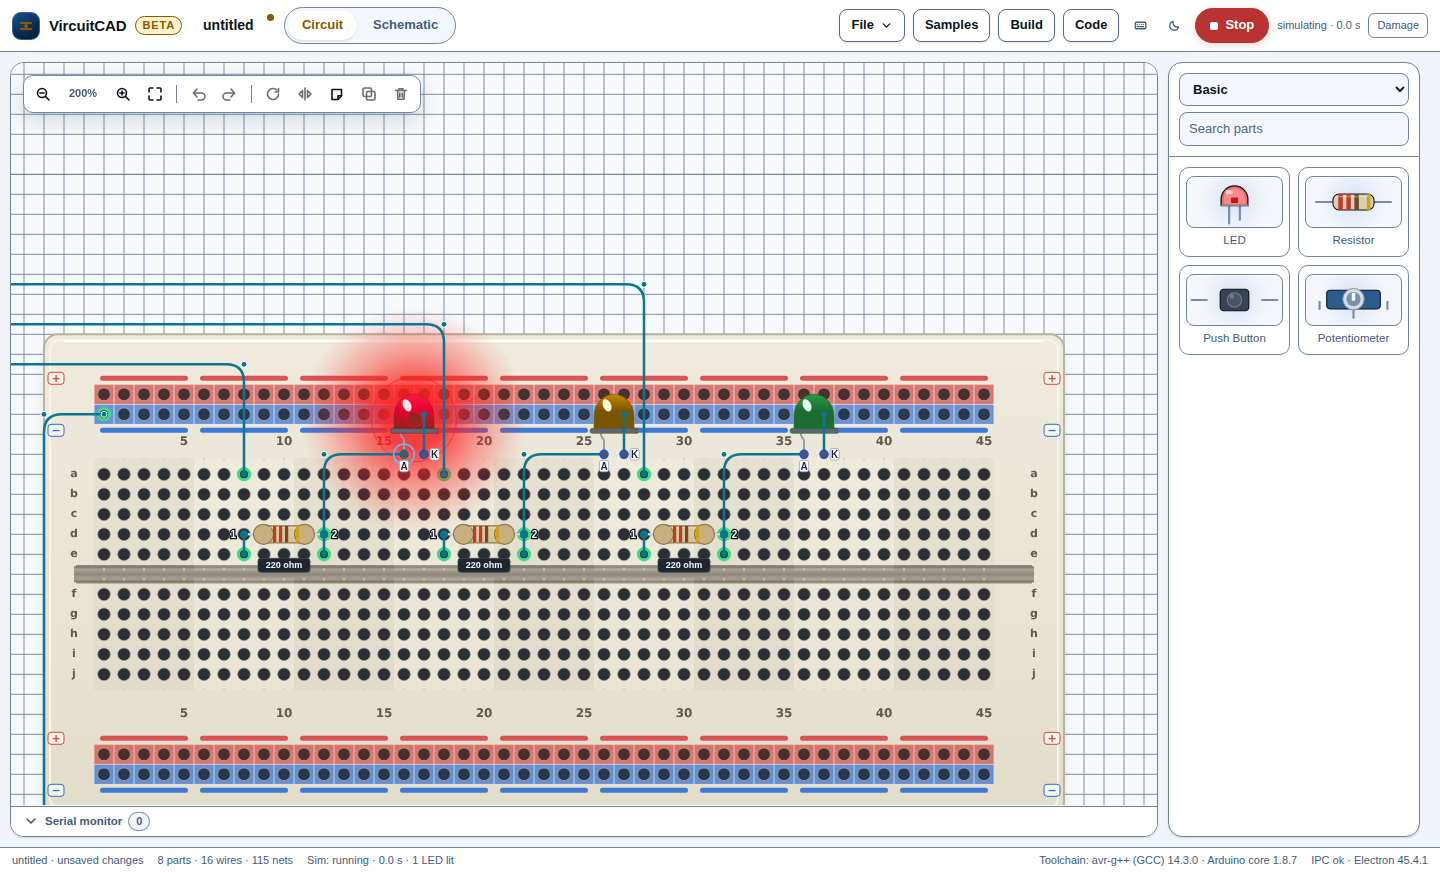 VircuitCAD BETA untitled Circuit Schematic File Samples Build Code Stop simulating · 0.0 s Damage
200%
Basic
Search parts
LED Resistor
Push Button Potentiometer
+ +
− −
5 10 15 20 25 30 35 40 45
A K A K A K
a a
b b
c c
d 1 2 1 2 1 2 d
e e
220 ohm 220 ohm 220 ohm
f f
g g
h h
i i
j j
5 10 15 20 25 30 35 40 45
+ +
− −
Serial monitor 0
untitled · unsaved changes 8 parts · 16 wires · 115 nets Sim: running · 0.0 s · 1 LED lit Toolchain: avr-g++ (GCC) 14.3.0 · Arduino core 1.8.7 IPC ok · Electron 45.4.1